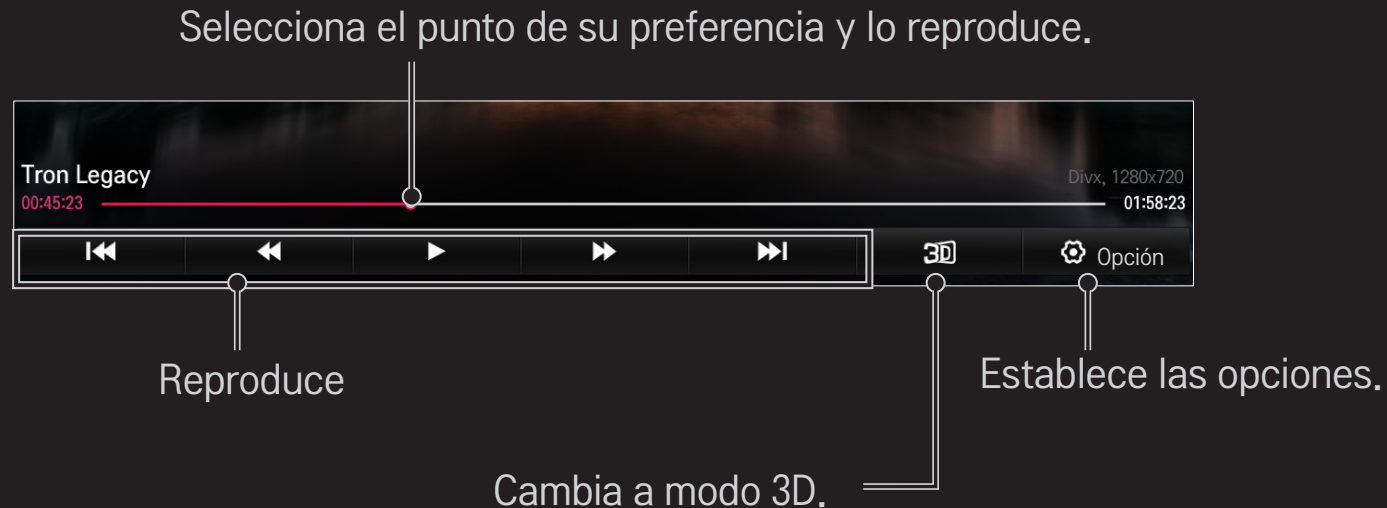 Selecciona el punto de su preferencia y lo reproduce.
Tron Legacy
Divx, 1280x720
00:45:23
01:58:23
3D
Opción
Reproduce
Establece las opciones.
Cambia a modo 3D.